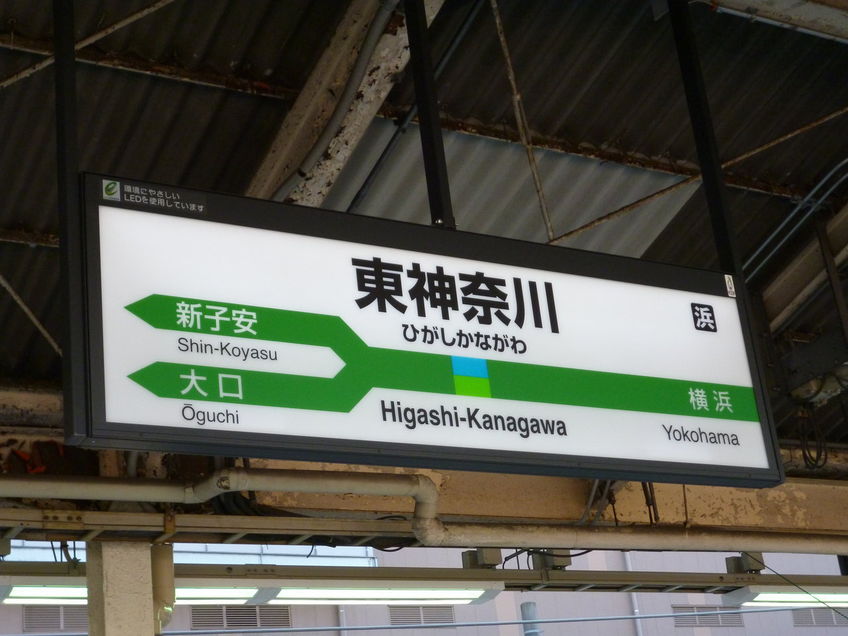 環境にやさしい
LEDを使用しています
東神奈川
浜
ひがしかながわ
新子安
Shin-Koyasu
大口
Ōguchi
Higashi-Kanagawa
横浜
Yokohama